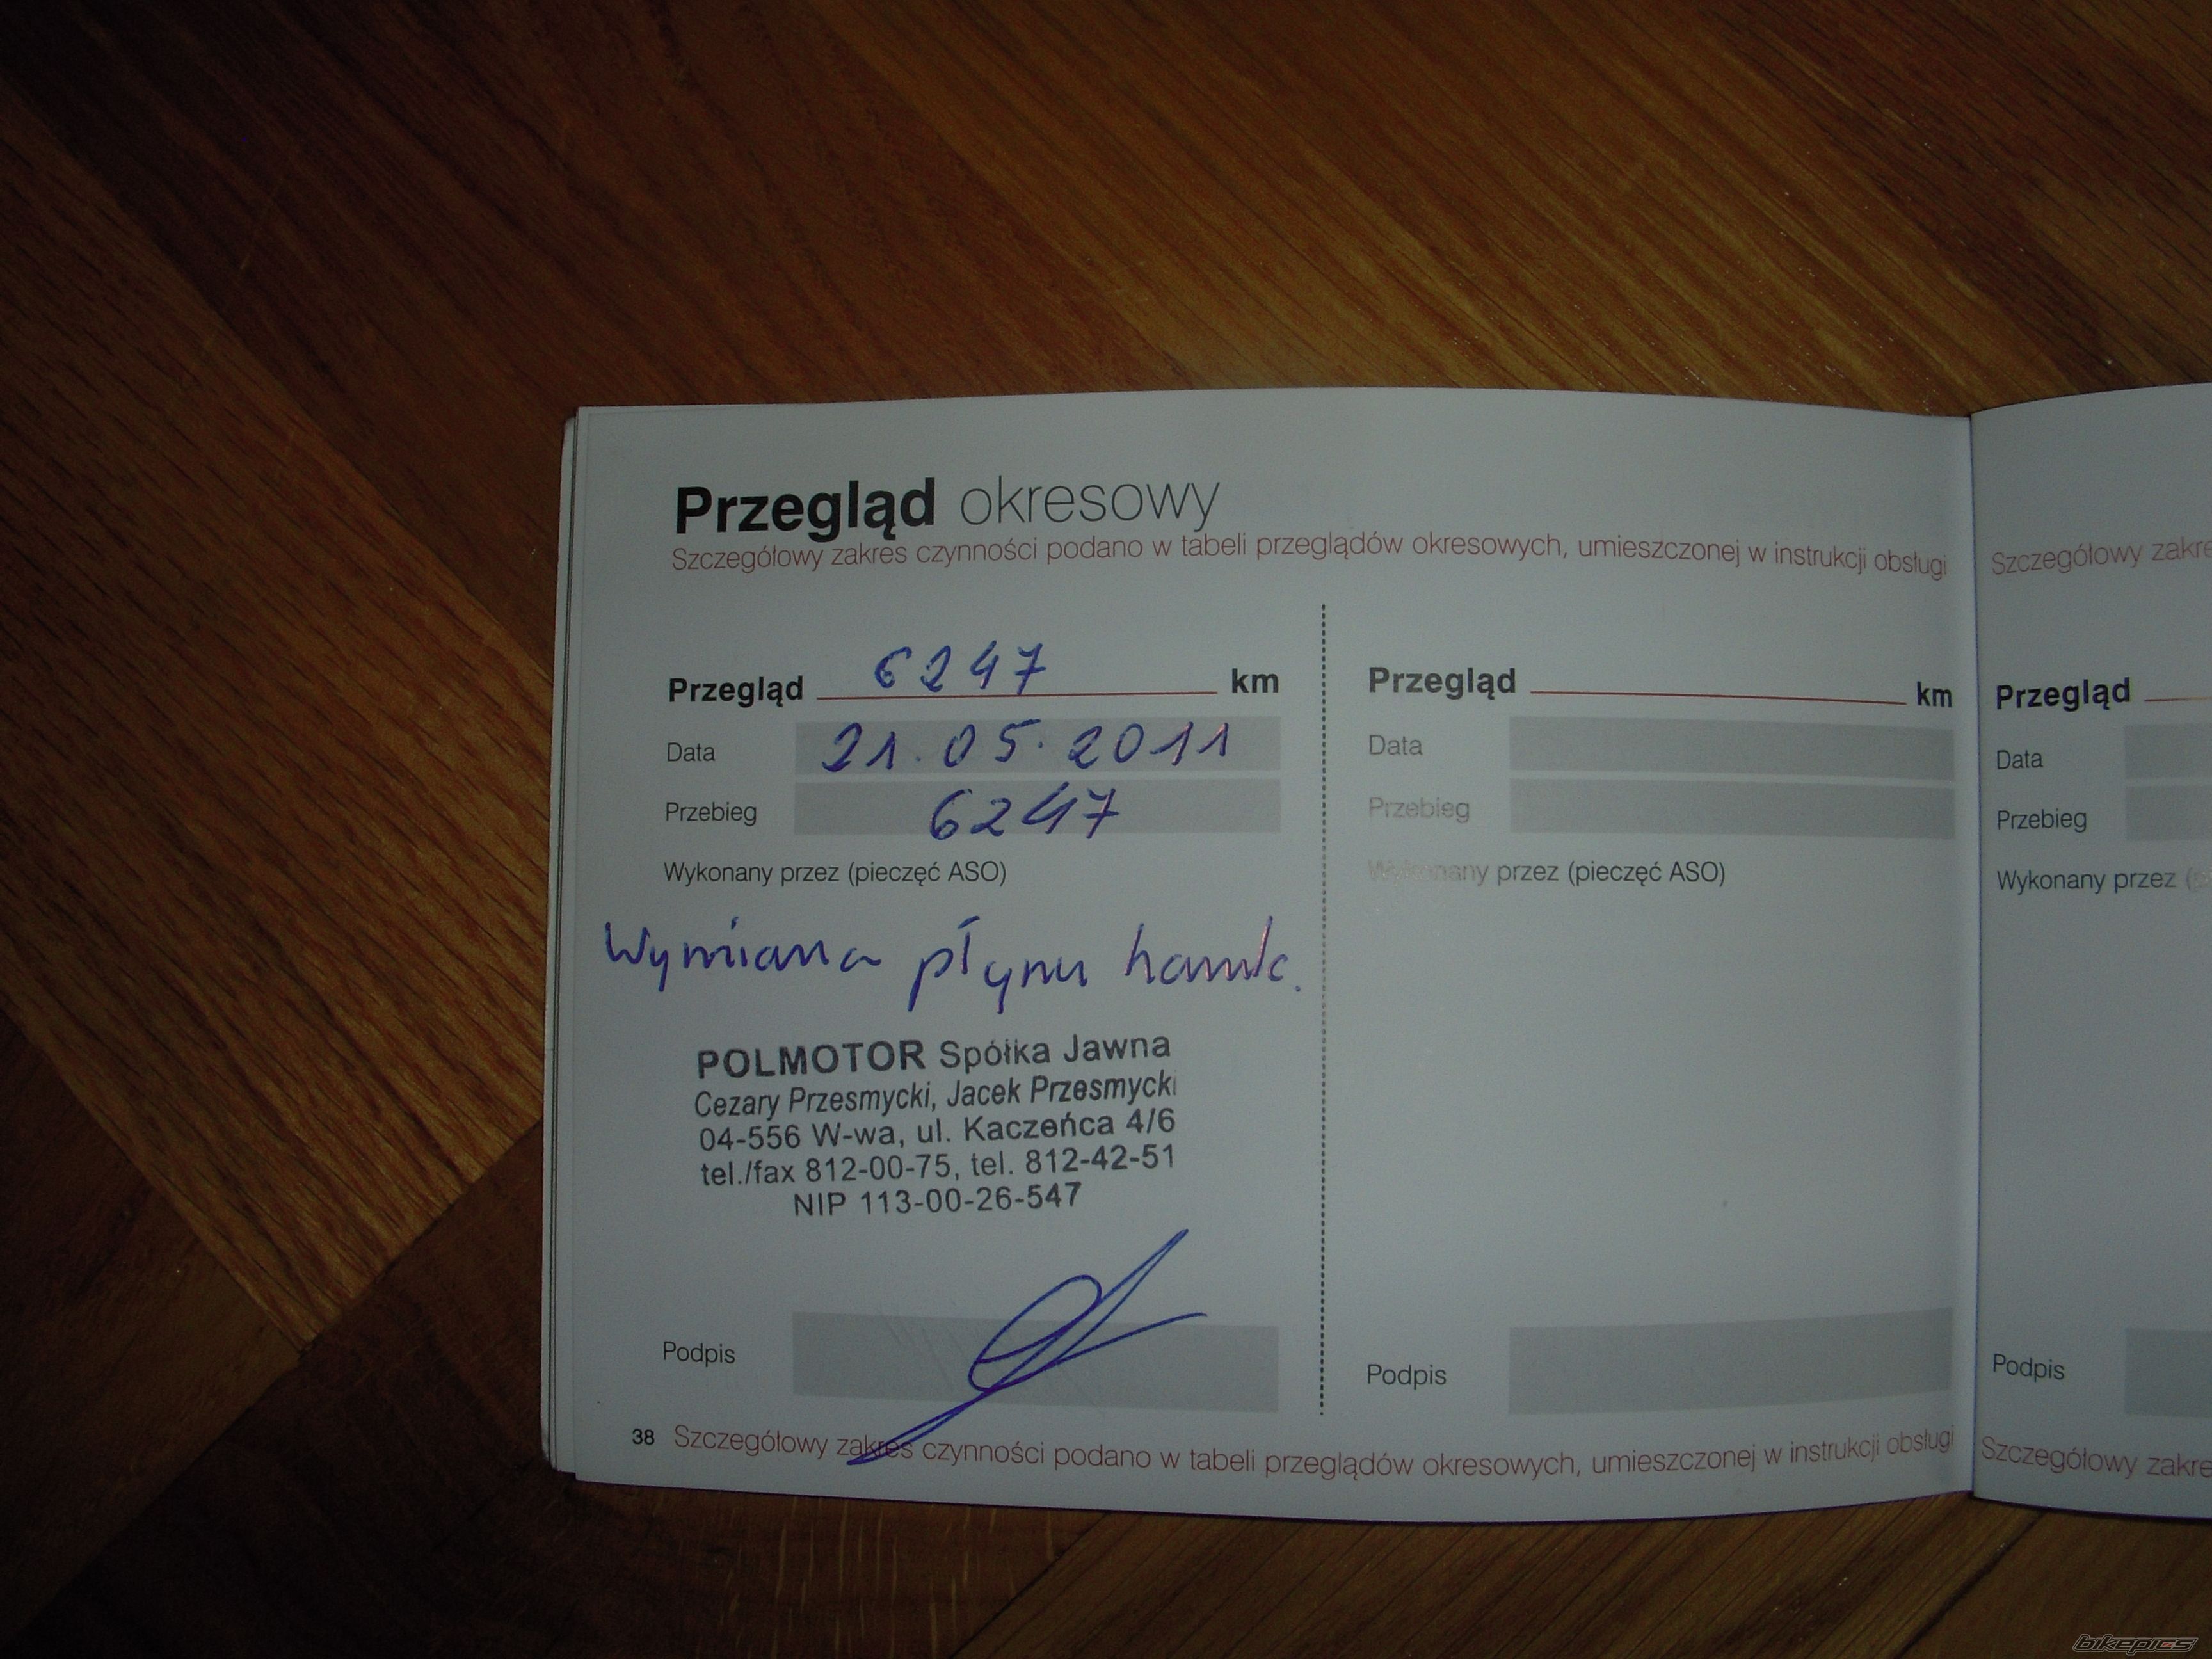 Przegląd okresowy
Szczegółowy zakres czynności podano w tabeli przeglądów okresowych, umieszczonej w instrukcji obsługi
Przegląd 6247 km
Data 21.05.2011
Przebieg 6247
Wykonany przez (pieczęć ASO)
Wymiana płynu hamulc.
POLMOTOR Spółka Jawna
Cezary Przesmycki, Jacek Przesmycki
04-556 W-wa, ul. Kaczeńca 4/6
tel./fax 812-00-75, tel. 812-42-51
NIP 113-00-26-547
Podpis
38 Szczegółowy zakres czynności podano w tabeli przeglądów okresowych, umieszczonej w instrukcji obsługi
Przegląd km
Data
Przebieg
Wykonany przez (pieczęć ASO)
Podpis
Szczegółowy zakre
Przegląd
Data
Przebieg
Wykonany przez (
Podpis
Szczegółowy zakre
bikepics